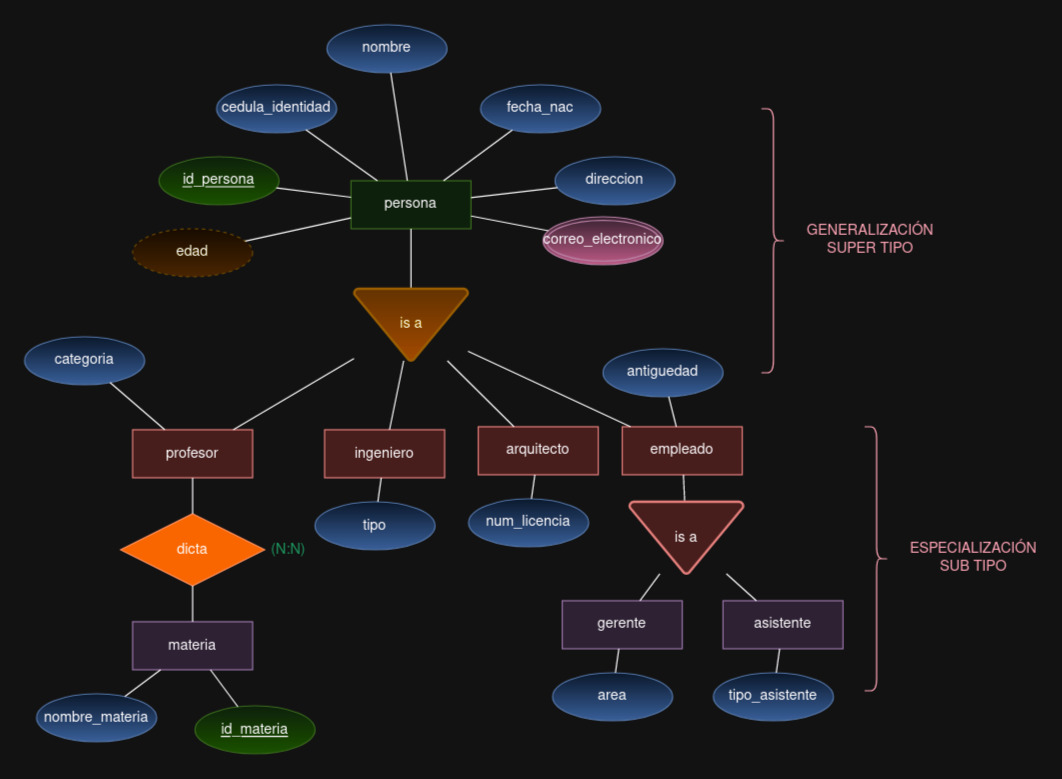 nombre
cedula_identidad
fecha_nac
id_persona
direccion
persona
correo_electronico
edad
GENERALIZACIÓN
SUPER TIPO
is a
categoria
antiguedad
profesor
ingeniero
arquitecto
empleado
tipo
num_licencia
is a
dicta
(N:N)
ESPECIALIZACIÓN
SUB TIPO
gerente
asistente
materia
area
tipo_asistente
nombre_materia
id_materia